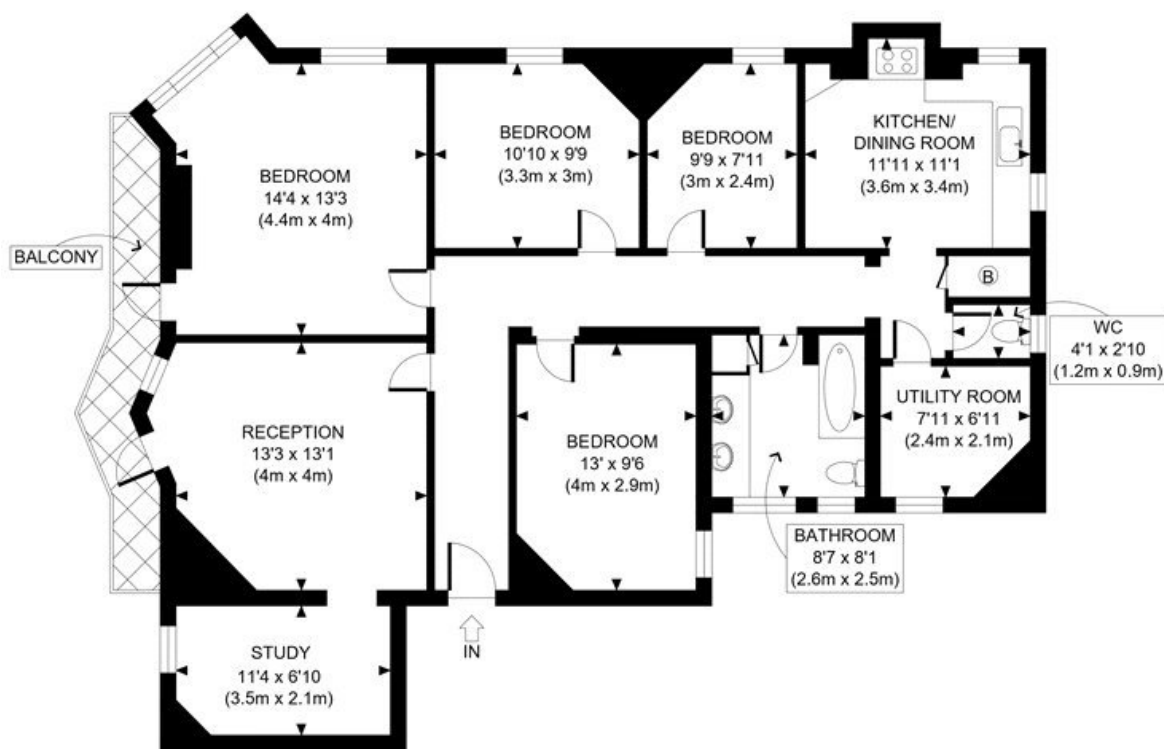 BEDROOM
14'4 x 13'3
(4.4m x 4m)
BEDROOM
10'10 x 9'9
(3.3m x 3m)
BEDROOM
9'9 x 7'11
(3m x 2.4m)
KITCHEN/
DINING ROOM
11'11 x 11'1
(3.6m x 3.4m)
BALCONY
B
WC
4'1 x 2'10
(1.2m x 0.9m)
RECEPTION
13'3 x 13'1
(4m x 4m)
BEDROOM
13' x 9'6
(4m x 2.9m)
UTILITY ROOM
7'11 x 6'11
(2.4m x 2.1m)
BATHROOM
8'7 x 8'1
(2.6m x 2.5m)
STUDY
11'4 x 6'10
(3.5m x 2.1m)
IN